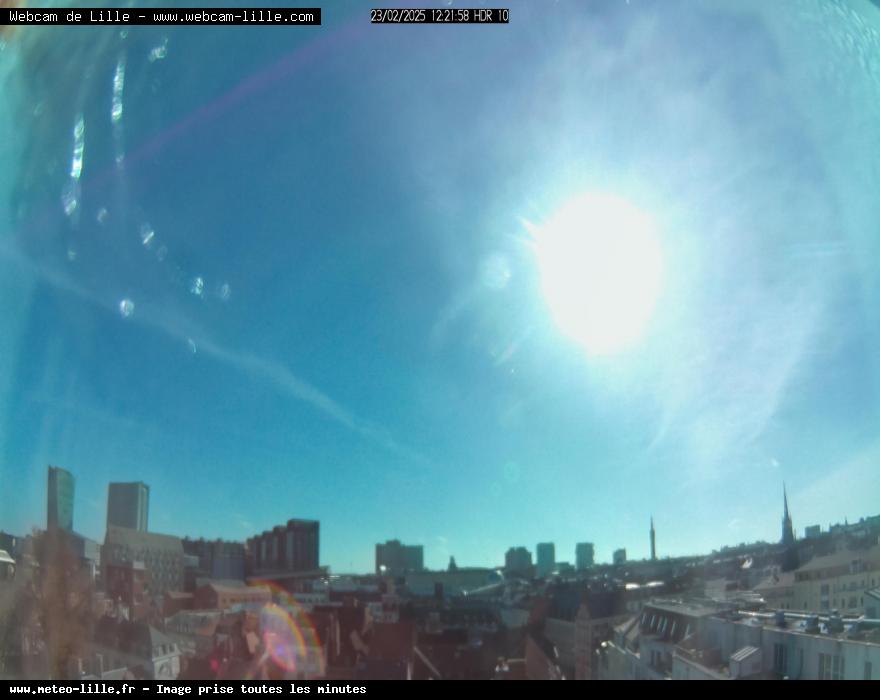 Webcam de Lille - www.webcam-lille.com
23/02/2025 12:21:58 HDR 10
www.meteo-lille.fr - Image prise toutes les minutes